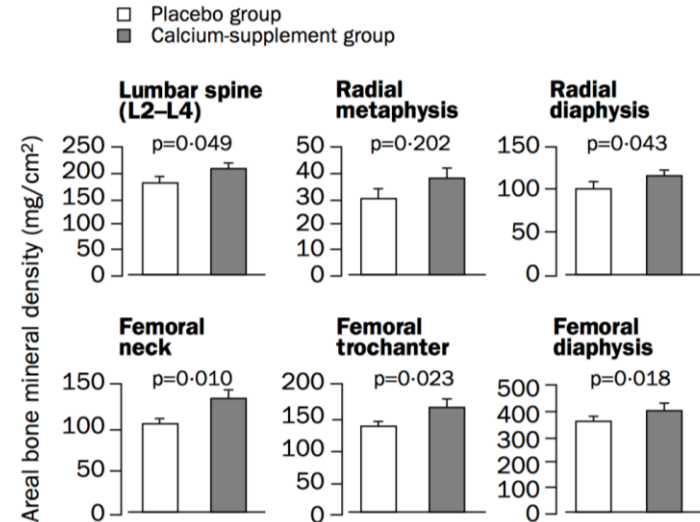 Placebo group
Calcium-supplement group
Areal bone mineral density (mg/cm²)
Lumbar spine
(L2–L4)
p=0·049
250
200
150
100
50
0
Radial
metaphysis
p=0·202
50
40
30
20
10
0
Radial
diaphysis
p=0·043
150
100
50
0
Femoral
neck
p=0·010
150
100
50
0
Femoral
trochanter
p=0·023
200
150
100
50
0
Femoral
diaphysis
p=0·018
500
400
300
200
100
0